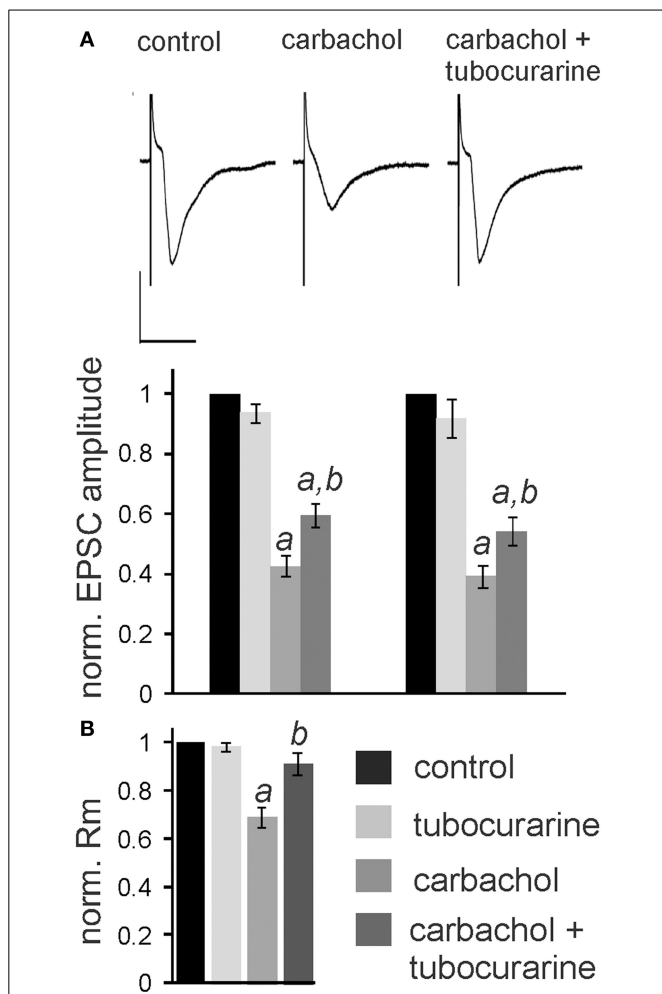 A
control
carbachol
carbachol +
tubocurarine
norm. EPSC amplitude
1
0.8
0.6
0.4
0.2
0
a
a,b
a
a,b
B
norm. Rm
1
0.8
0.6
0.4
0.2
0
a
b
control
tubocurarine
carbachol
carbachol +
tubocurarine